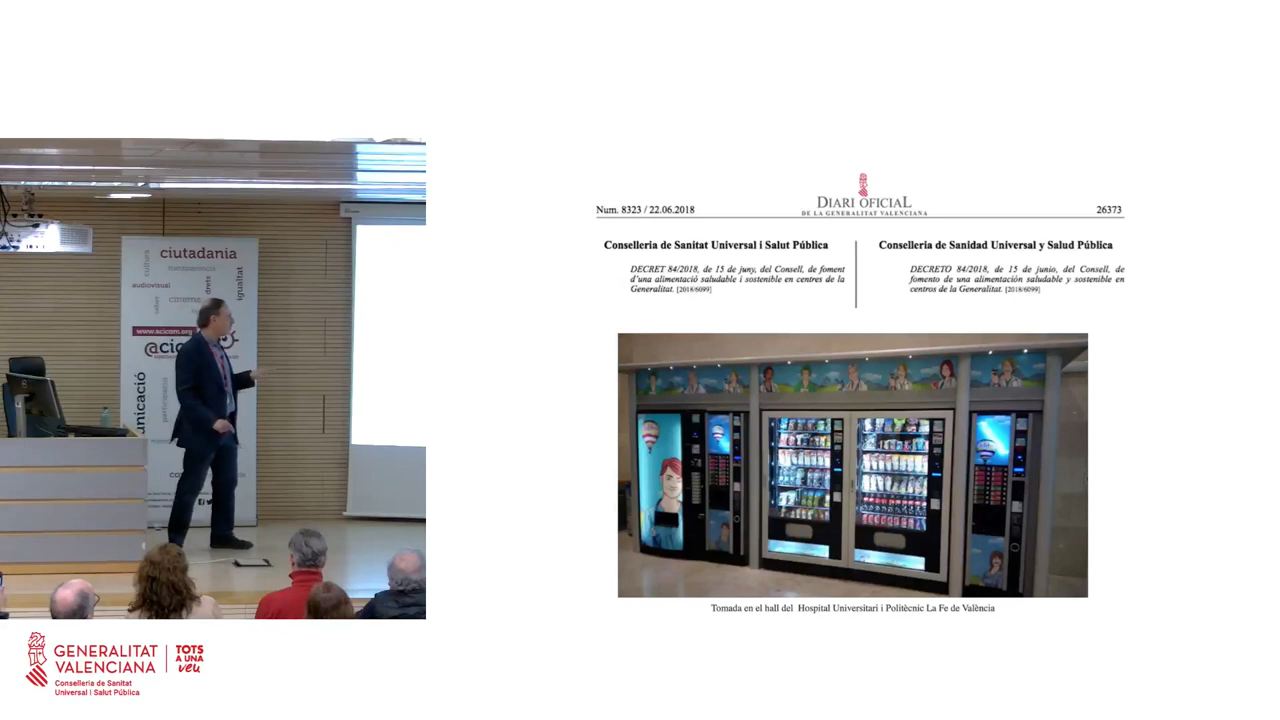 cultura
ciutadania
transparència
audiovisual
drets
igualtat
cinema
www.acicom.org
@cic
participació
GENERALITAT
VALENCIANA
Conselleria de Sanitat
Universal i Salut Pública
TOTS
A UNA
veu
DIARI OFICIAL
DE LA GENERALITAT VALENCIANA
Num. 8323 / 22.06.2018
26373
Conselleria de Sanitat Universal i Salut Pública
DECRET 84/2018, de 15 de juny, del Consell, de foment
d'una alimentació saludable i sostenible en centres de la
Generalitat. [2018/6099]
Conselleria de Sanidad Universal y Salud Pública
DECRETO 84/2018, de 15 de junio, del Consell, de
fomento de una alimentación saludable y sostenible en
centros de la Generalitat. [2018/6099]
Tomada en el hall del Hospital Universitari i Politècnic La Fe de València